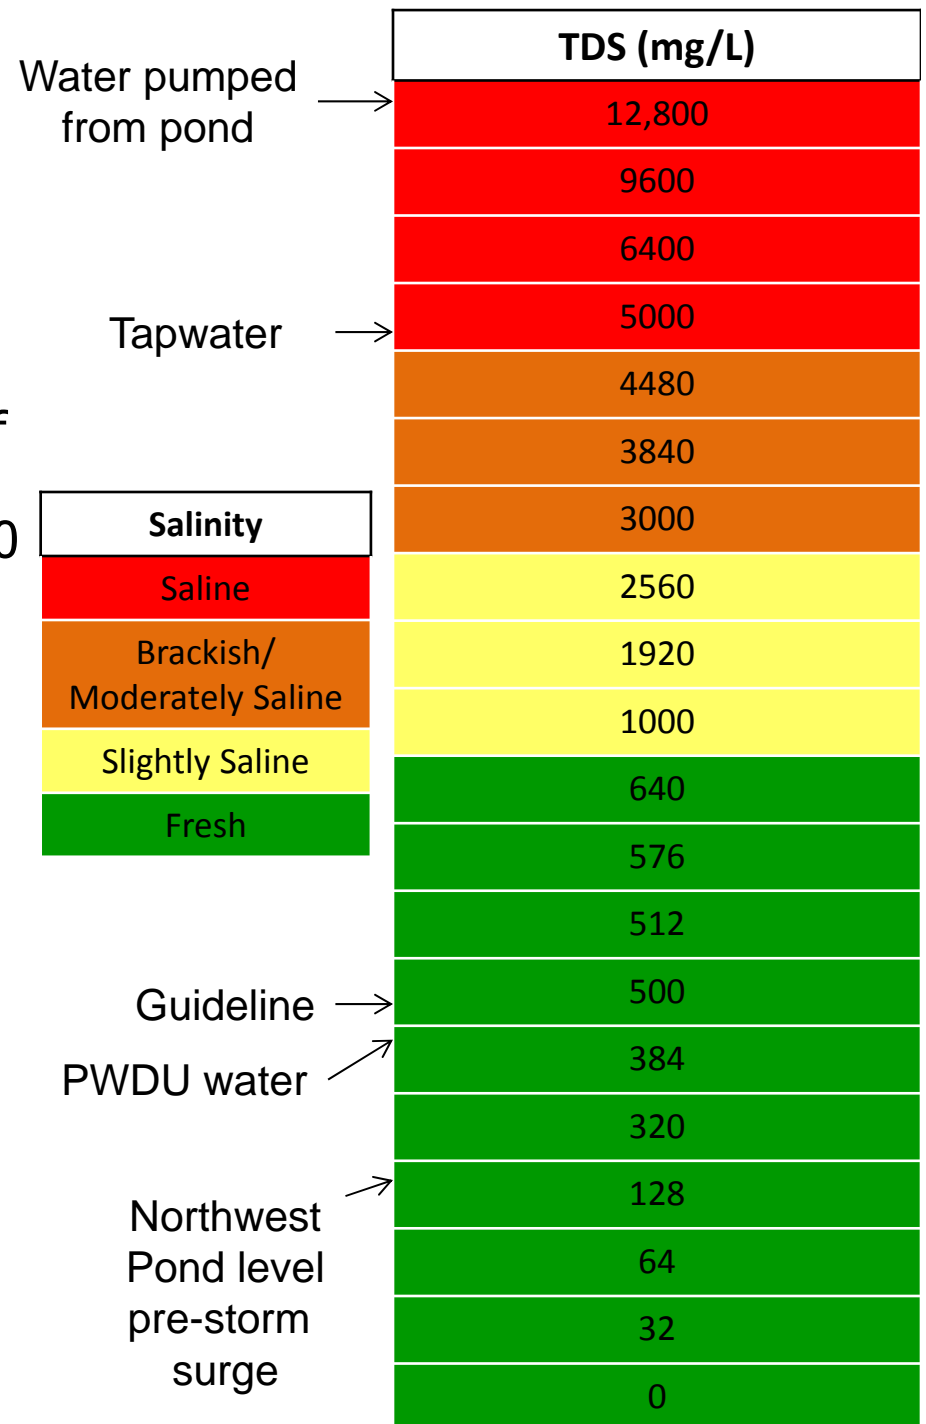 TDS (mg/L)
Water pumped
from pond
12,800
9600
6400
Tapwater
5000
4480
f
3840
0
Salinity
3000
Saline
2560
Brackish/
Moderately Saline
1920
1000
Slightly Saline
640
Fresh
576
512
Guideline
500
PWDU water
384
320
128
Northwest
Pond level
pre-storm
surge
64
32
0